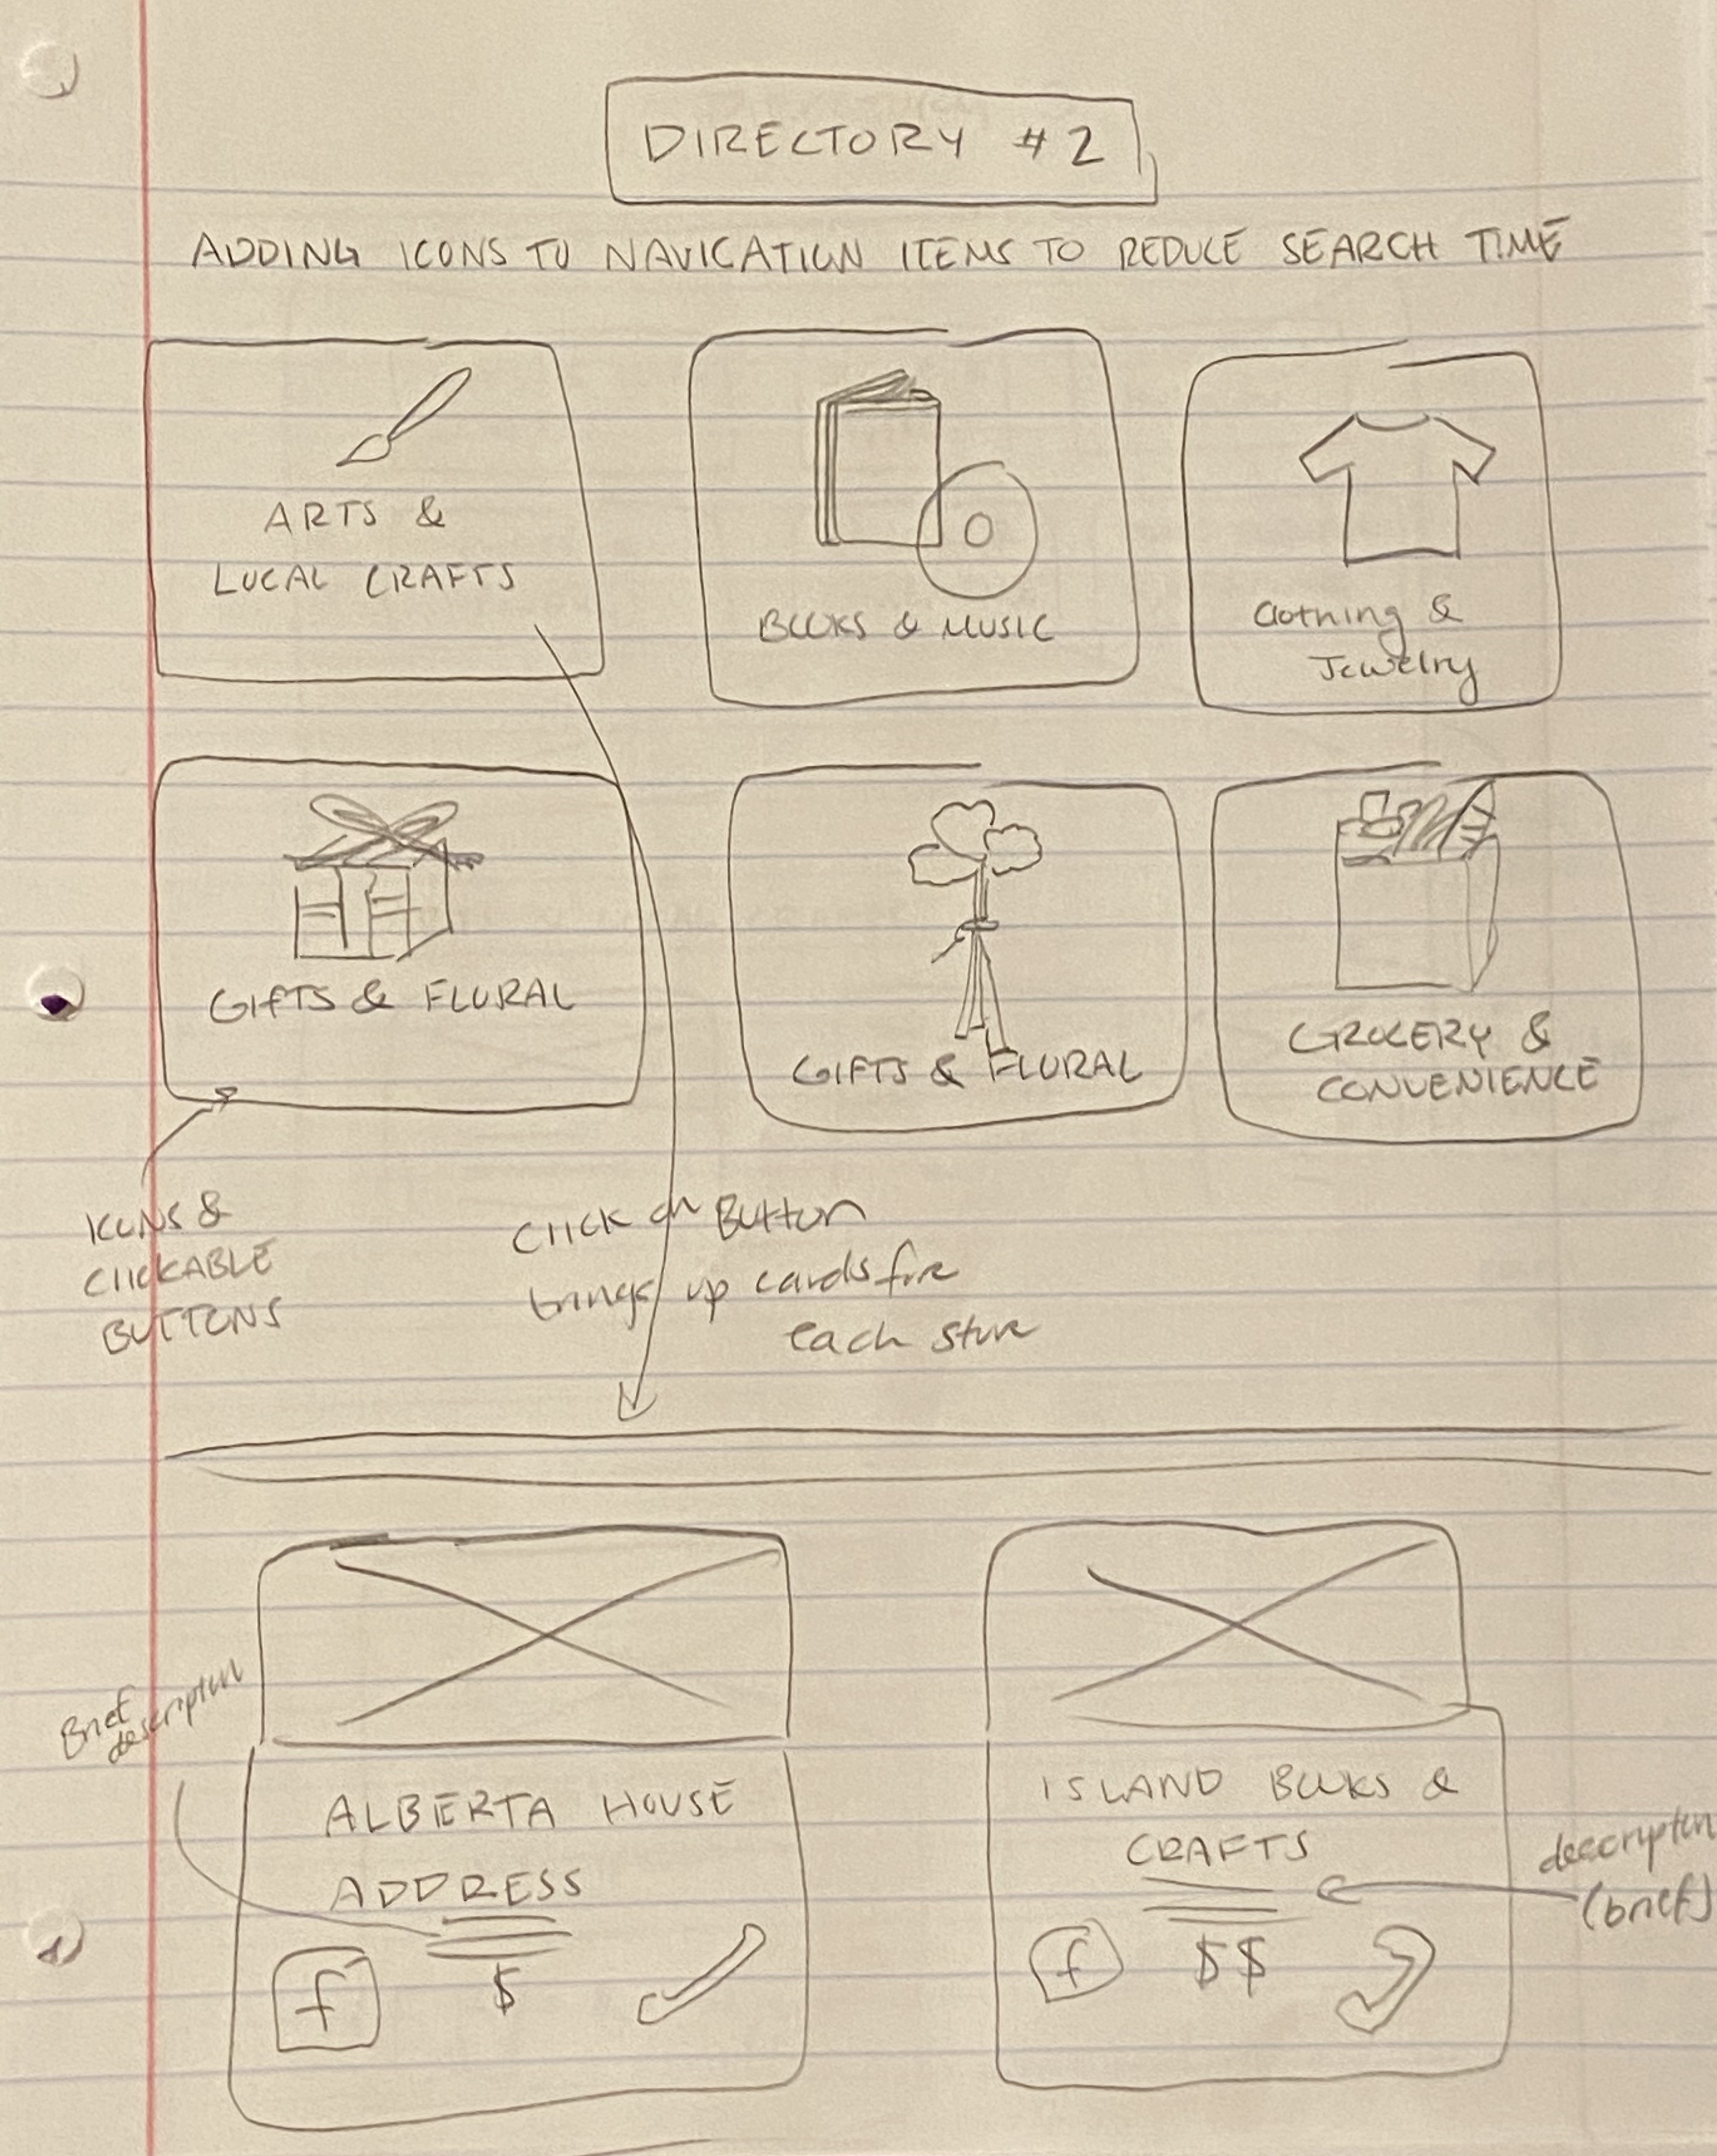 DIRECTORY #2
ADDING ICONS TO NAVIGATION ITEMS TO REDUCE SEARCH TIME
ARTS &
LOCAL CRAFTS
BOOKS & MUSIC
Clothing &
Jewelry
GIFTS & FLORAL
GIFTS & FLORAL
GROCERY &
CONVENIENCE
ICONS &
CLICKABLE
BUTTONS
Click on Button
brings up cards for
each store
Brief
description
ALBERTA HOUSE
ADDRESS
f
$
ISLAND BOOKS &
CRAFTS
f
$$
description
(brief)